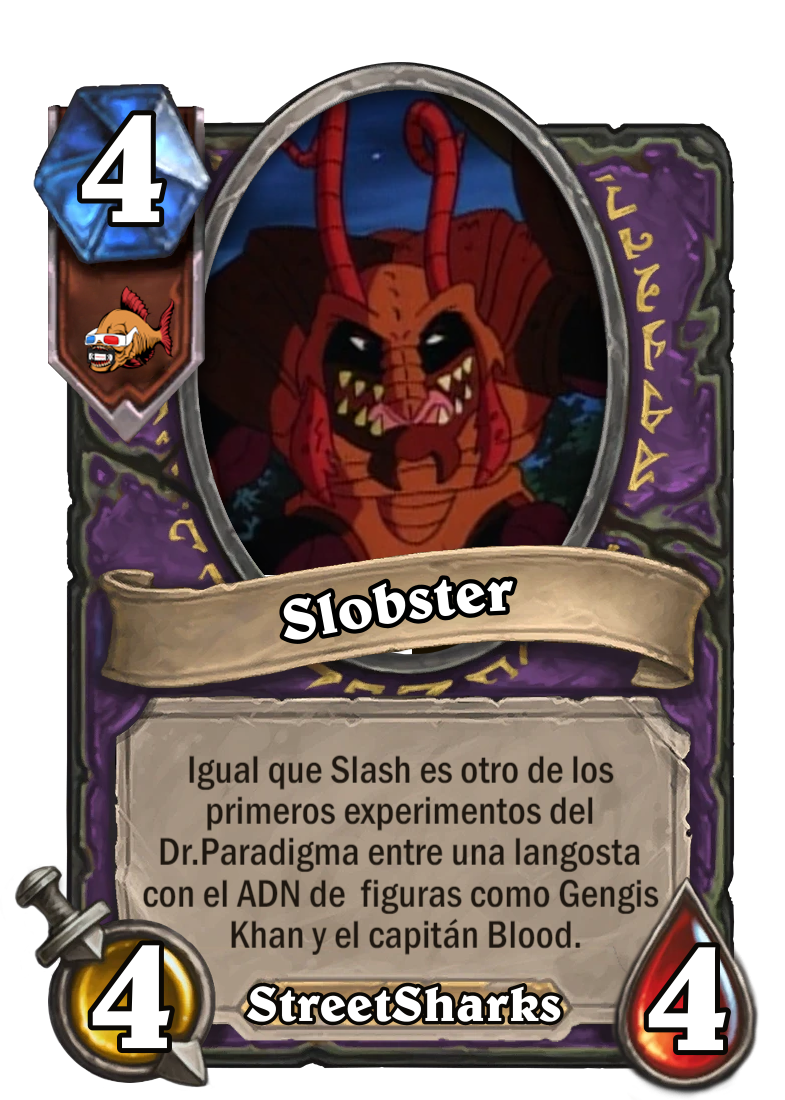 4
Slobster
Igual que Slash es otro de los
primeros experimentos del
Dr.Paradigma entre una langosta
con el ADN de  figuras como Gengis
Khan y el capitán Blood.
4
StreetSharks
4